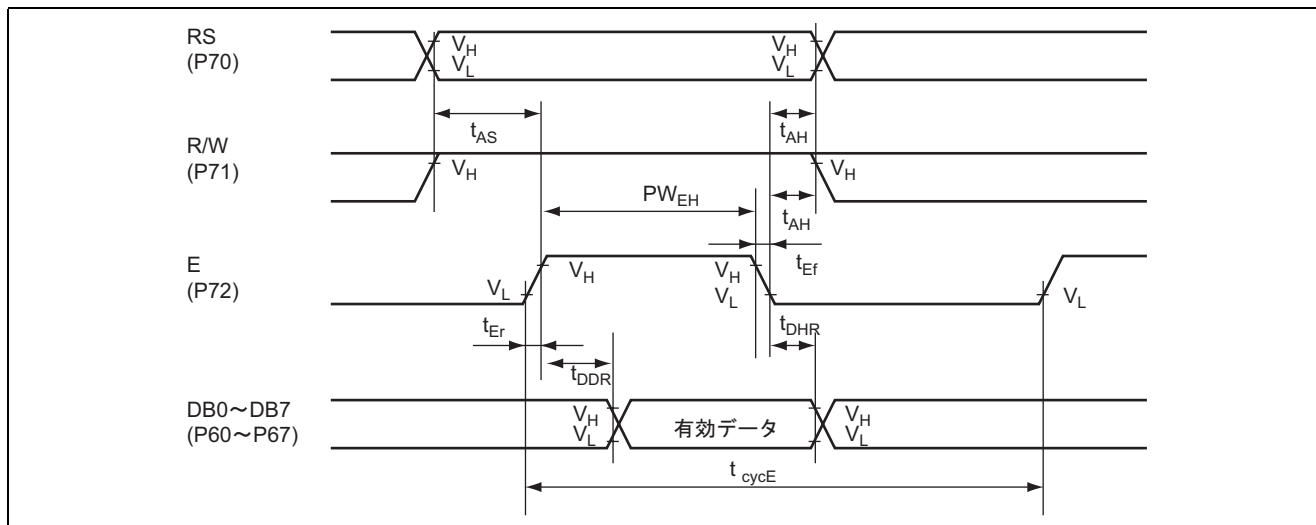 RS
(P70)
V_H
V_L
V_H
V_L
t_AS
t_AH
R/W
(P71)
V_H
V_H
PW_EH
t_AH
E
(P72)
V_L
V_H
V_H
V_L
t_Ef
V_L
t_Er
t_DHR
t_DDR
DB0～DB7
(P60～P67)
V_H
V_L
有効データ
V_H
V_L
t_cycE